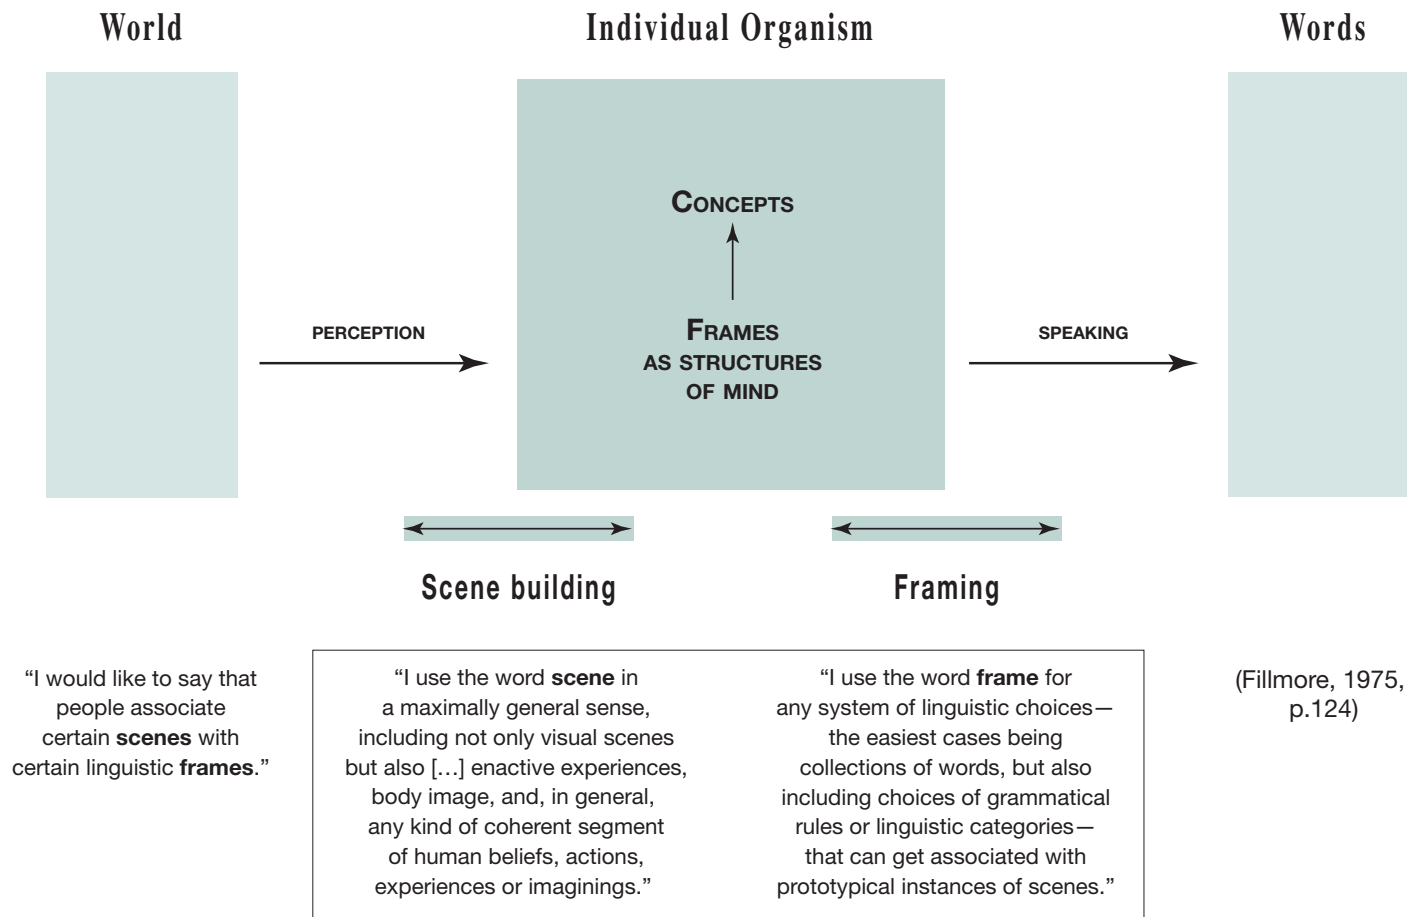 World
Individual Organism
Words
CONCEPTS
PERCEPTION
FRAMES
AS STRUCTURES
OF MIND
SPEAKING
Scene building
Framing
“I would like to say that
people associate
certain scenes with
certain linguistic frames.”
“I use the word scene in
a maximally general sense,
including not only visual scenes
but also […] enactive experiences,
body image, and, in general,
any kind of coherent segment
of human beliefs, actions,
experiences or imaginings.”
“I use the word frame for
any system of linguistic choices—
the easiest cases being
collections of words, but also
including choices of grammatical
rules or linguistic categories—
that can get associated with
prototypical instances of scenes.”
(Fillmore, 1975,
p.124)